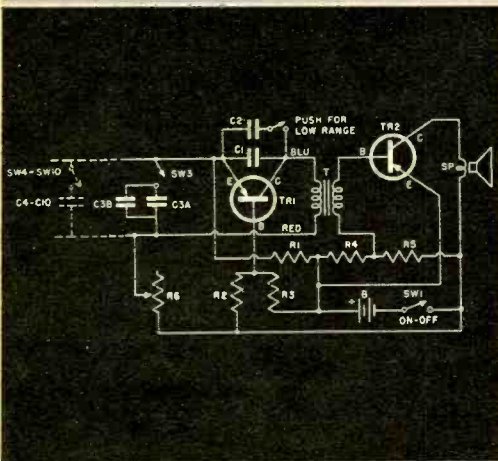 C2
PUSH FOR
LOW RANGE
TR2
C
SW4-SW10
SW3
C1
BLU
B
SP
E
C
E
C4-C10
C3B
C3A
TR1
T
B
RED
R1
R4
R5
R6
R2
R3
+
B
SW1
ON-OFF